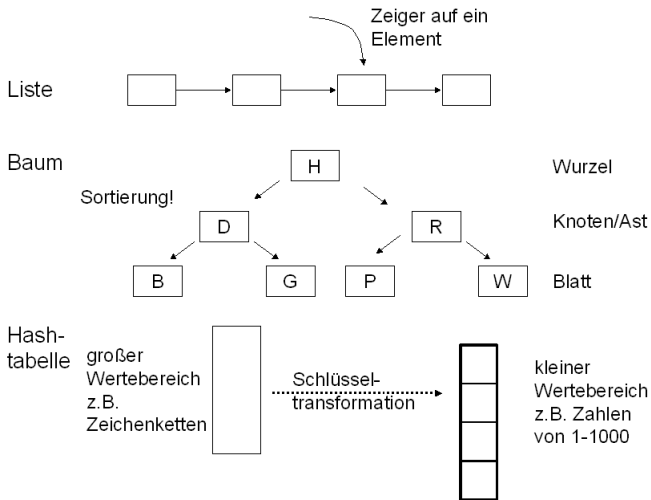 Zeiger auf ein
Element
Liste
Baum
H
Wurzel
Sortierung!
D
R
Knoten/Ast
B
G
P
W
Blatt
Hash-
tabelle
großer
Wertebereich
z.B.
Zeichenketten
Schlüssel-
transformation
kleiner
Wertebereich
z.B. Zahlen
von 1-1000